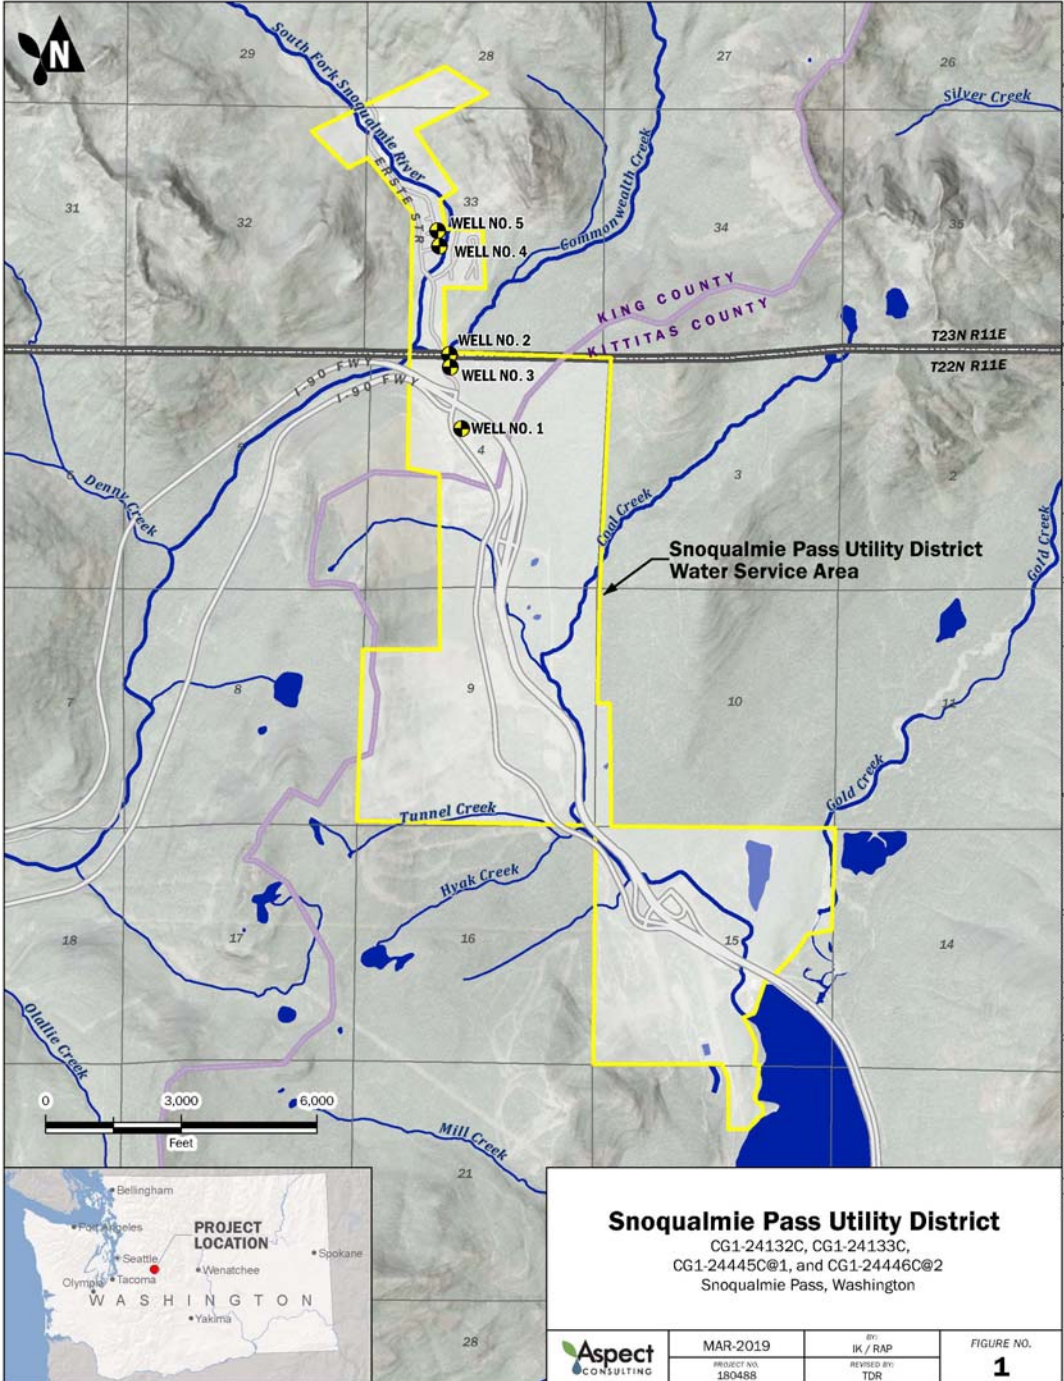 N
29
28
27
26
South Fork Snoqualmie River
Silver Creek
Commonwealth Creek
ERSTE STR
31
32
33
34
35
WELL NO. 5
WELL NO. 4
KING COUNTY
KITTITAS COUNTY
T23N R11E
T22N R11E
WELL NO. 2
WELL NO. 3
I-90 FWY
I-90 FWY
WELL NO. 1
5
4
3
2
6
Denny Creek
Coal Creek
Gold Creek
Snoqualmie Pass Utility District
Water Service Area
7
8
9
10
11
Gold Creek
Tunnel Creek
Hyak Creek
18
17
16
15
14
Olallie Creek
0 3,000 6,000
Feet
Mill Creek
21
28
Bellingham
Port Angeles
PROJECT
LOCATION
Seattle
Spokane
Wenatchee
Olympia
Tacoma
WASHINGTON
Yakima
Snoqualmie Pass Utility District
CG1-24132C, CG1-24133C,
CG1-24445C@1, and CG1-24446C@2
Snoqualmie Pass, Washington
Aspect
CONSULTING
MAR-2019
PROJECT NO.
180488
BY:
IK / RAP
REVISED BY:
TDR
FIGURE NO.
1